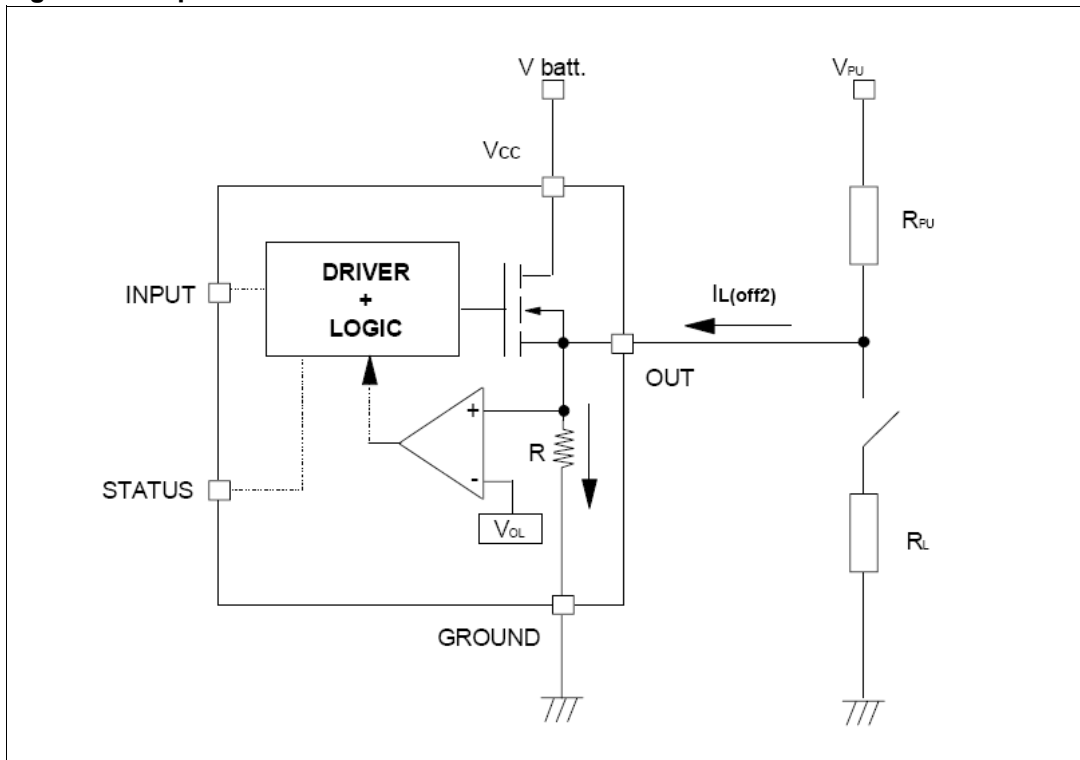 V batt.
VPU
Vcc
RPU
DRIVER
+
LOGIC
INPUT
IL(off2)
OUT
+
R
-
STATUS
VOL
RL
GROUND